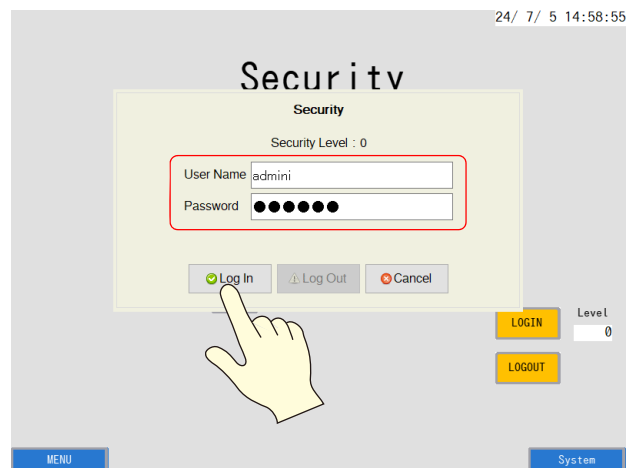 24/ 7/ 5 14:58:55
Security
Security
Security Level : 0
User Name admini
Password ●●●●●●
Log In Log Out Cancel
LOGIN Level
0
LOGOUT
MENU System